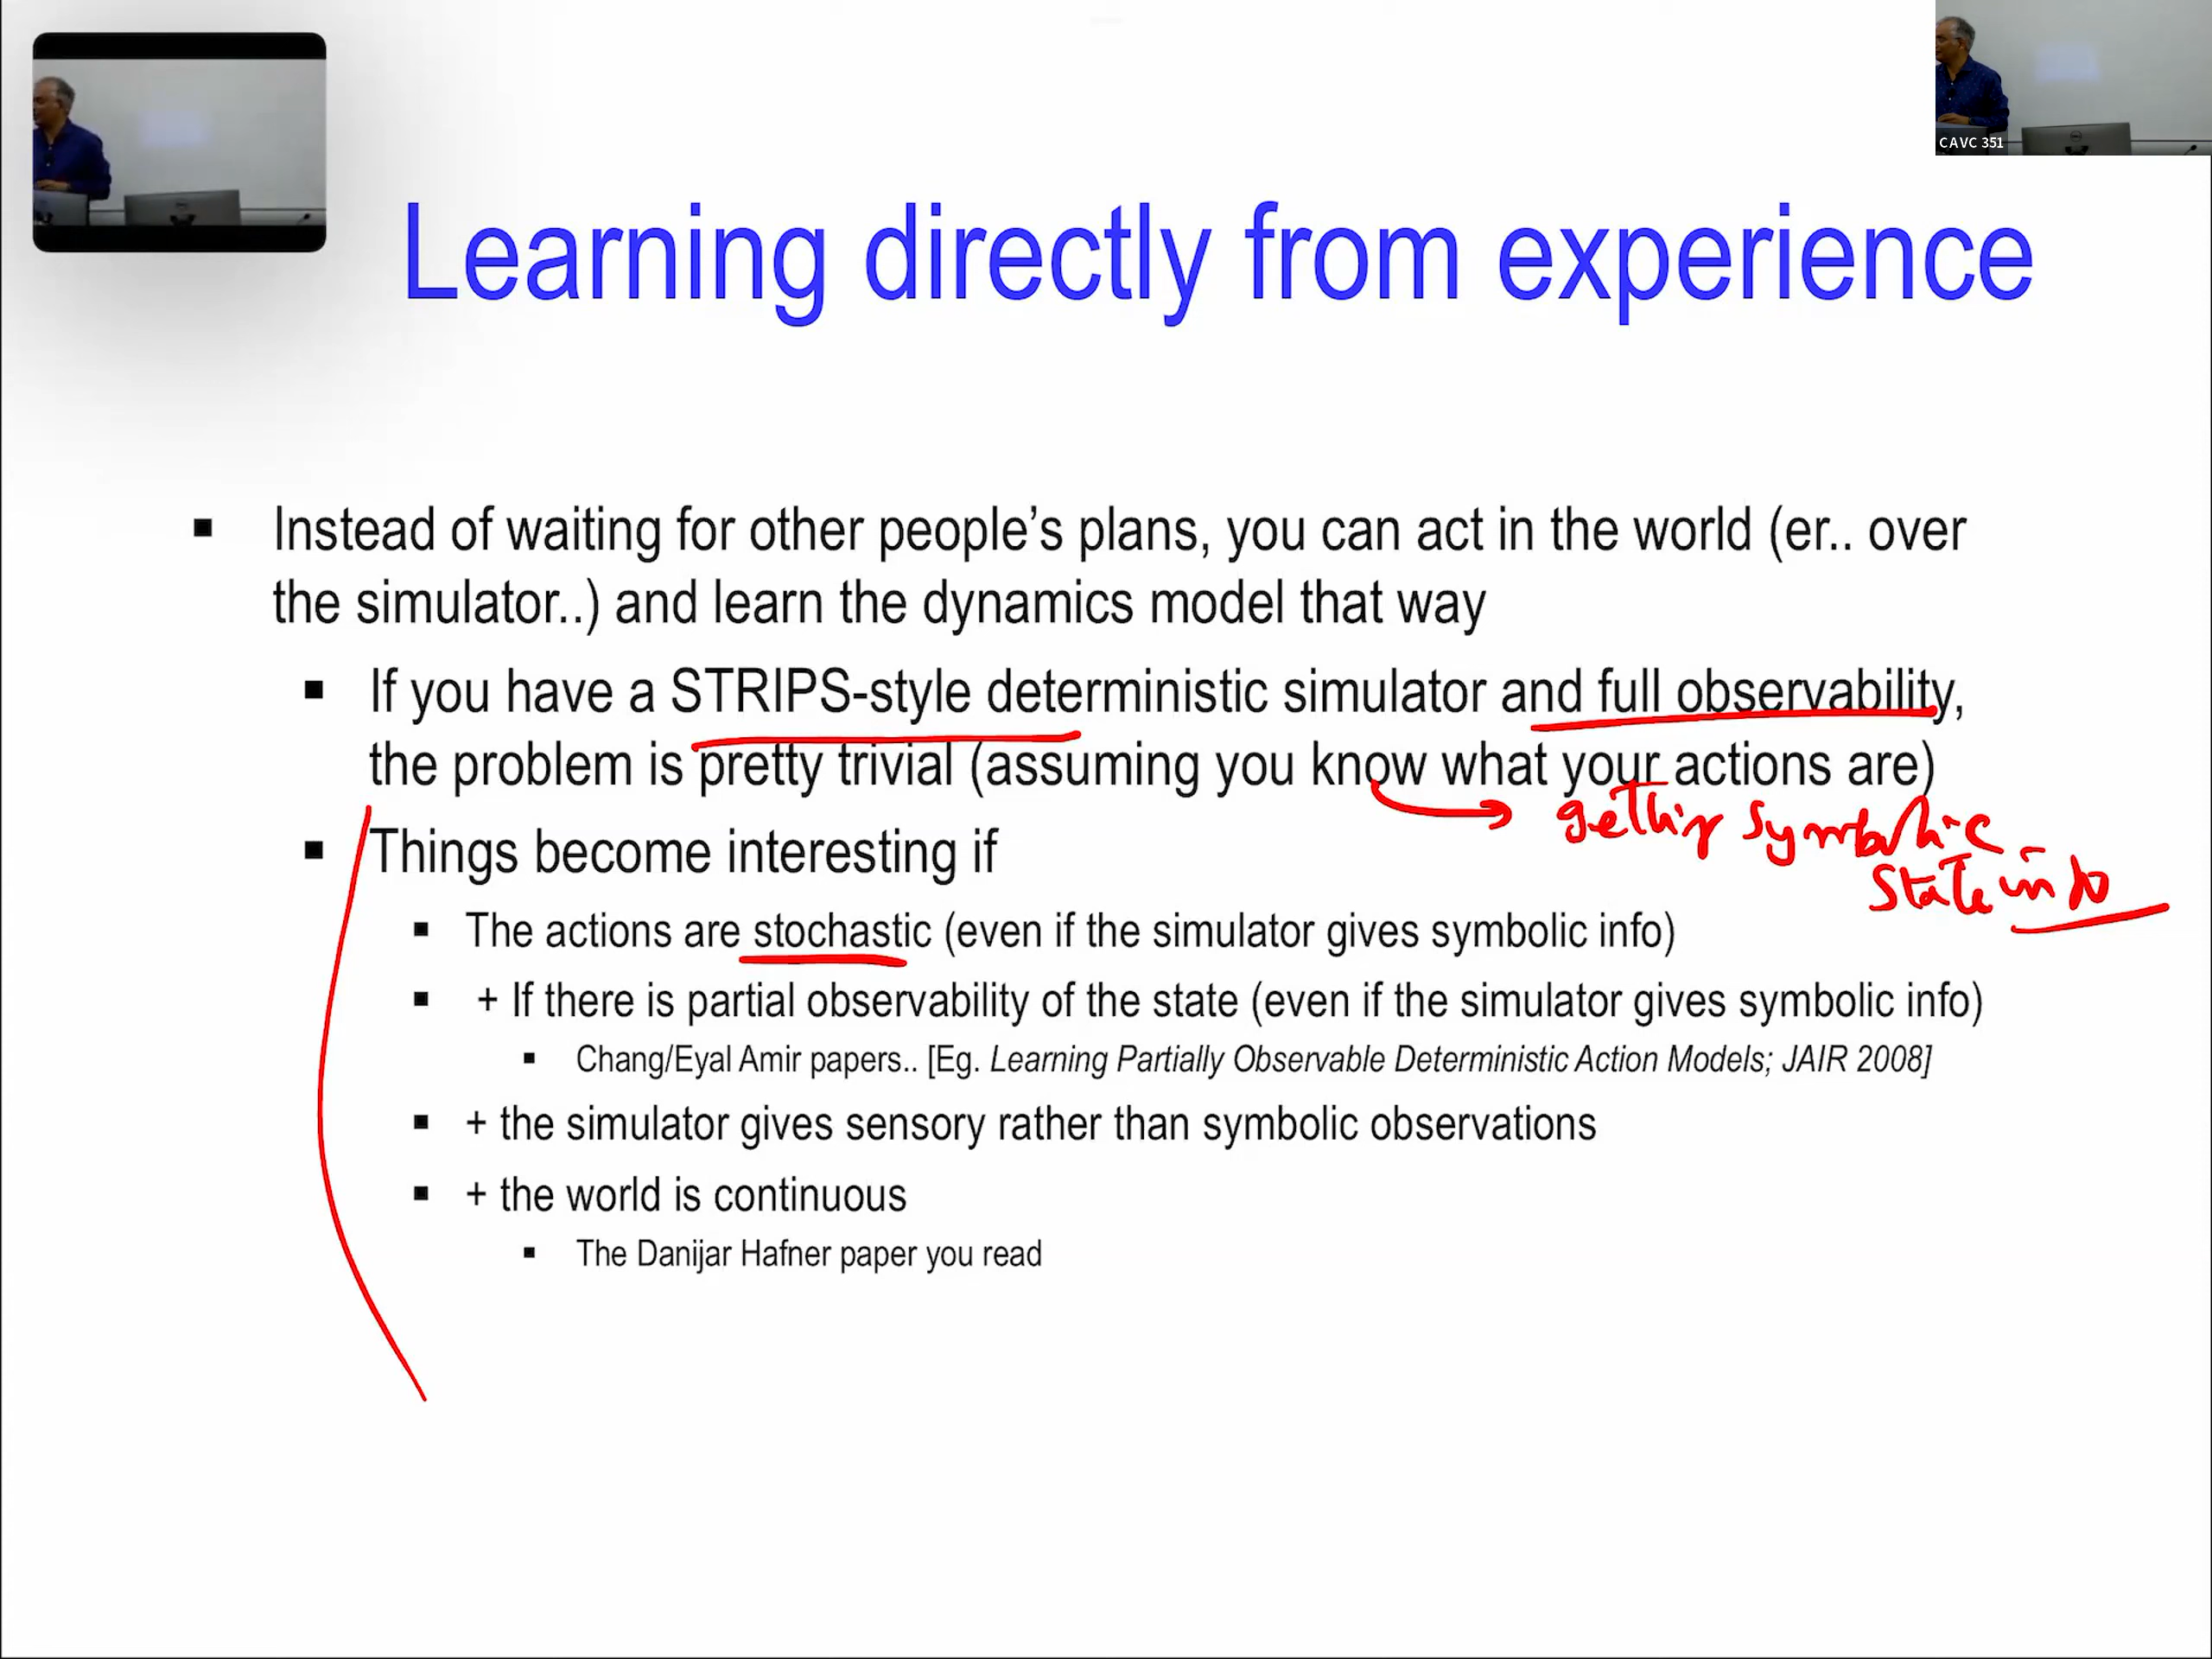 CAVC 351
Learning directly from experience
▪ Instead of waiting for other people’s plans, you can act in the world (er.. over
the simulator..) and learn the dynamics model that way
▪ If you have a STRIPS-style deterministic simulator and full observability,
the problem is pretty trivial (assuming you know what your actions are)
getting symbolic
state info
▪ Things become interesting if
▪ The actions are stochastic (even if the simulator gives symbolic info)
▪ + If there is partial observability of the state (even if the simulator gives symbolic info)
▪ Chang/Eyal Amir papers.. [Eg. Learning Partially Observable Deterministic Action Models; JAIR 2008]
▪ + the simulator gives sensory rather than symbolic observations
▪ + the world is continuous
▪ The Danijar Hafner paper you read